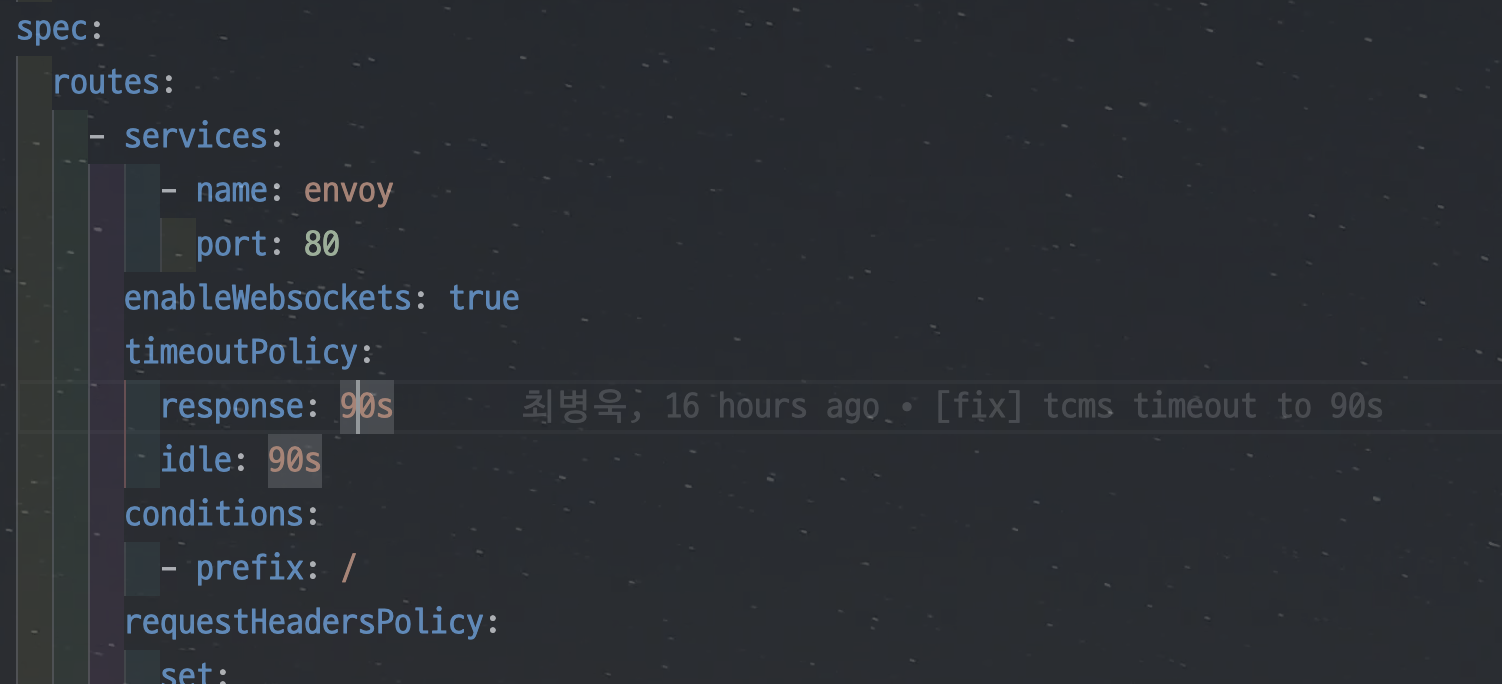 spec:
routes:
- services:
- name: envoy
port: 80
enableWebsockets: true
timeoutPolicy:
response: 90s 최병욱, 16 hours ago • [fix] tcms timeout to 90s
idle: 90s
conditions:
- prefix: /
requestHeadersPolicy:
set: